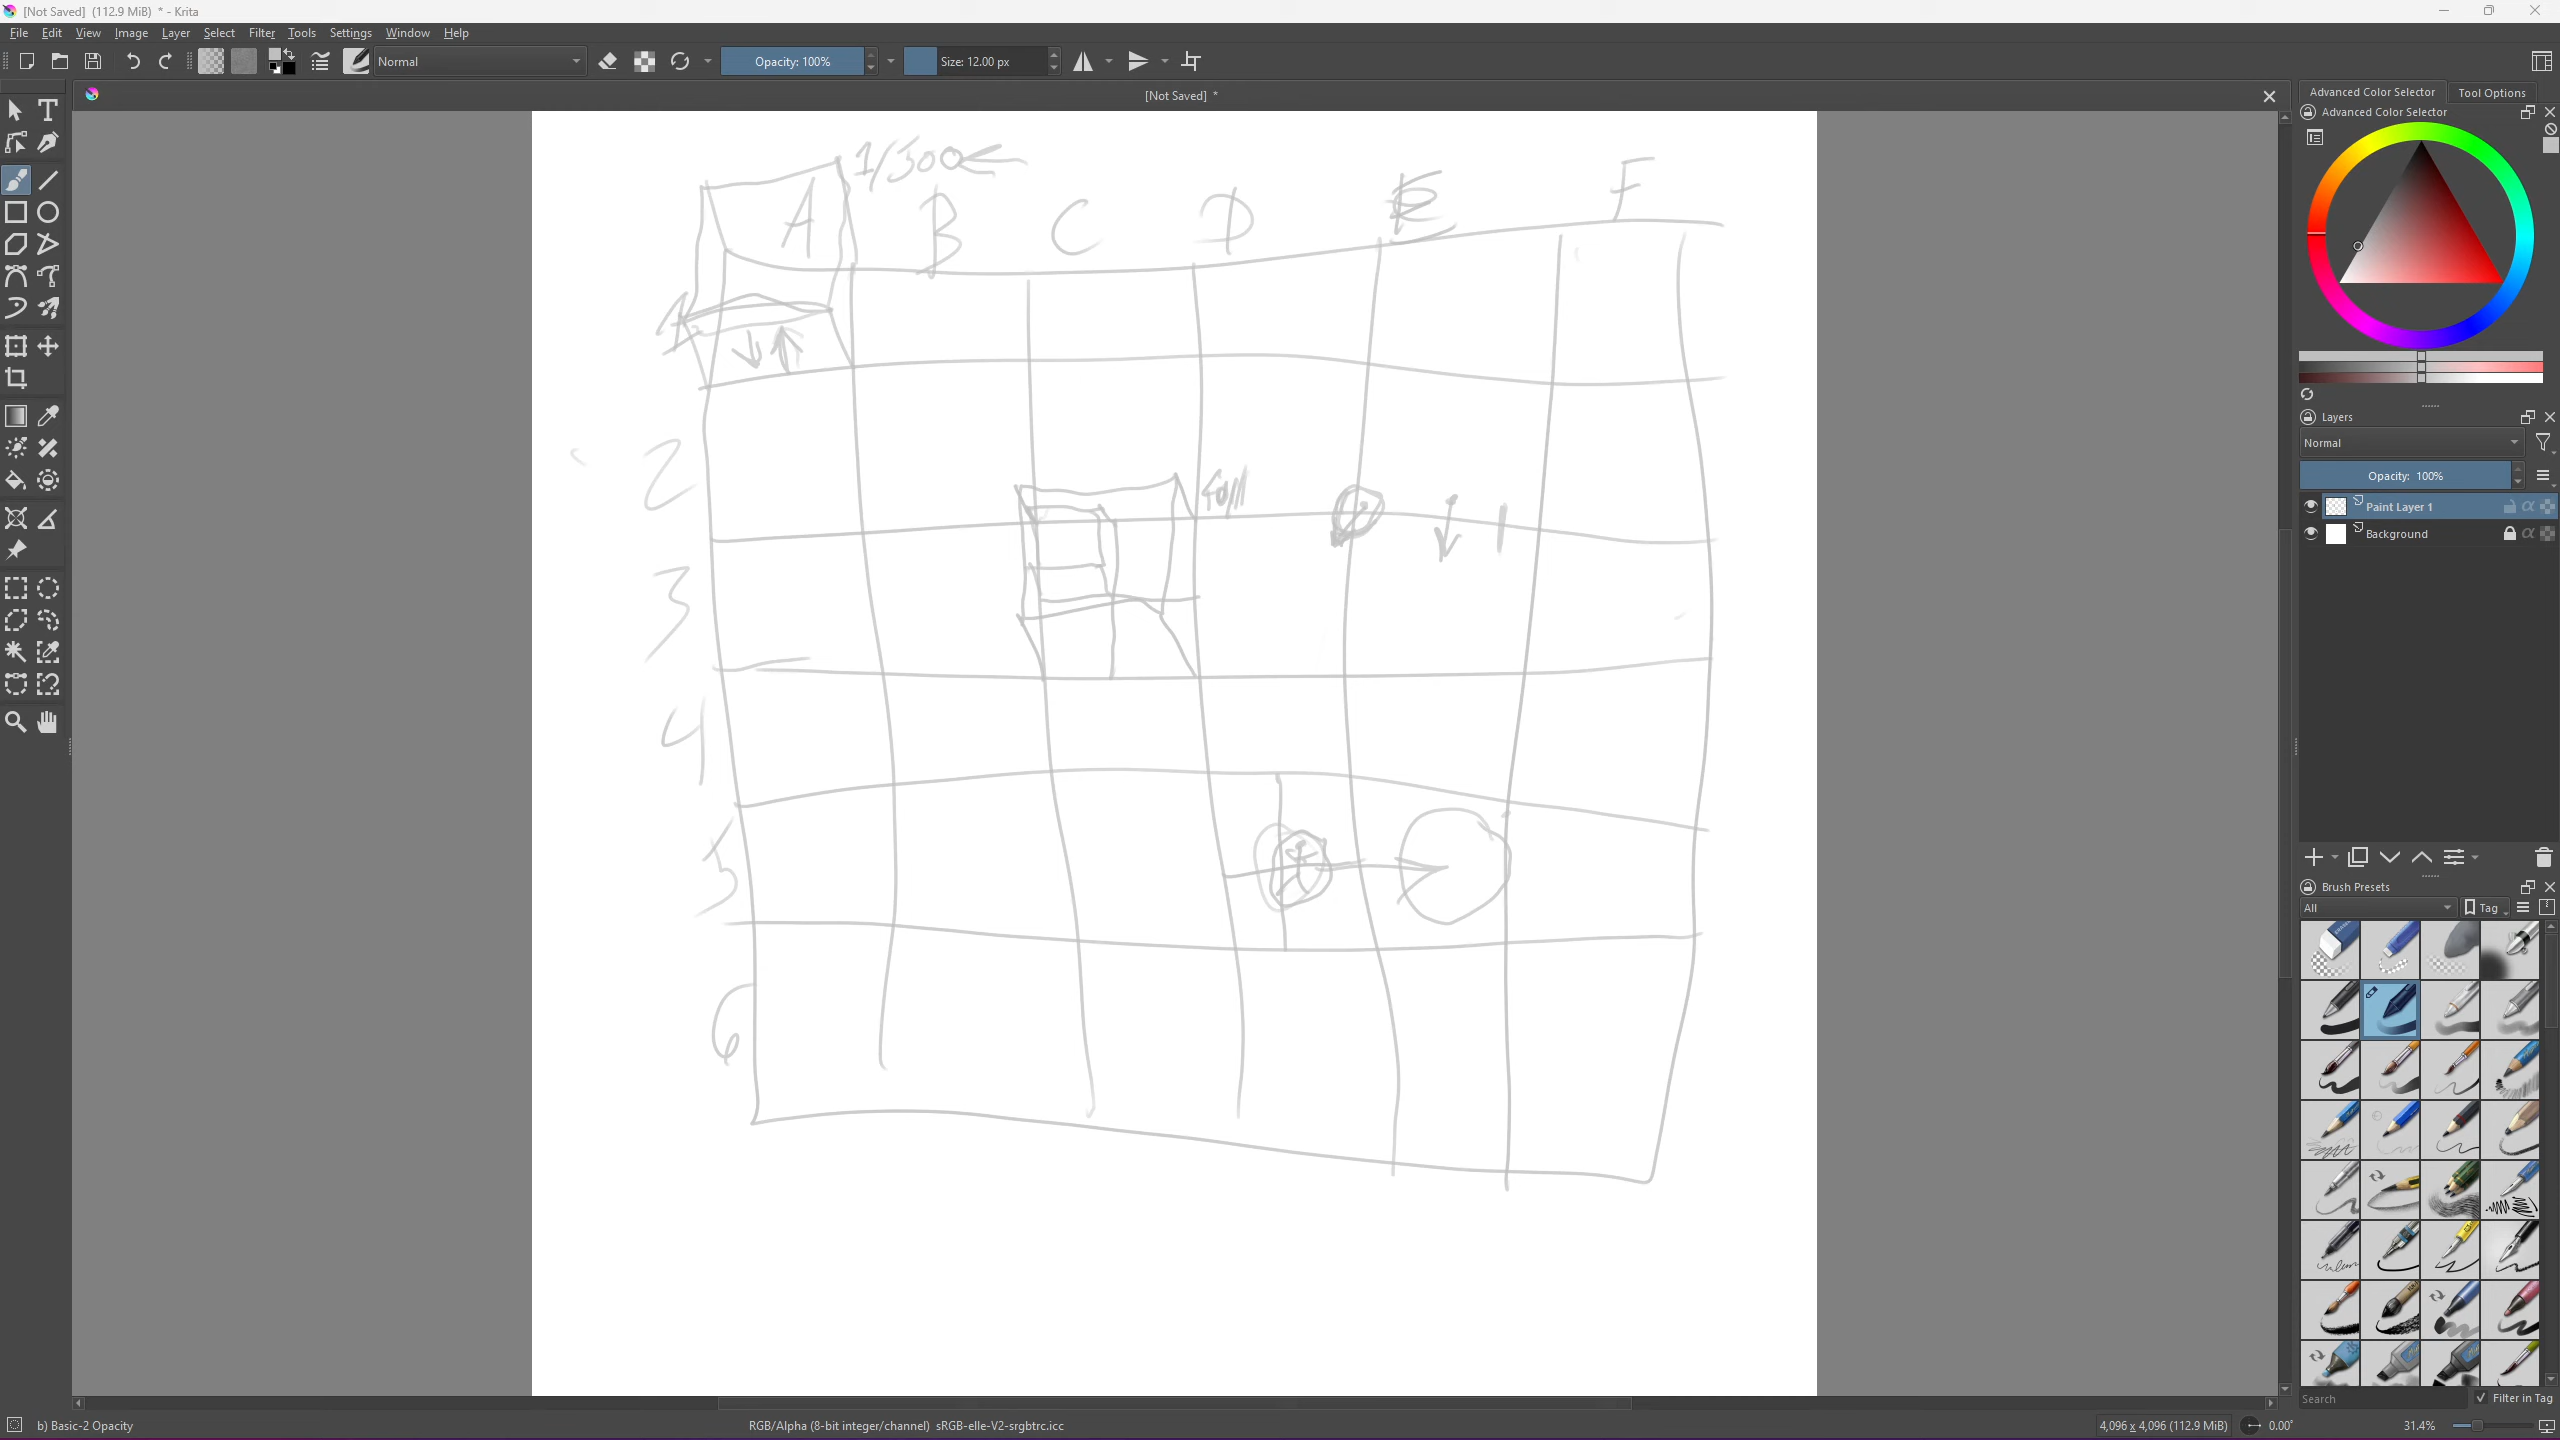 [Not Saved] (112.9 MiB) * - Krita
File Edit View Image Layer Select Filter Tools Settings Window Help
Normal Opacity: 100% Size: 12.00 px
[Not Saved] *
Advanced Color Selector Tool Options
Advanced Color Selector
Layers
Normal
Opacity: 100%
Paint Layer 1
Background
Brush Presets
All Tag
Search Filter in Tag
1/300
A B C D E F
2
3
4
5
6
b) Basic-2 Opacity RGB/Alpha (8-bit integer/channel) sRGB-elle-V2-srgbtrc.icc 4,096 x 4,096 (112.9 MiB) 0.00° 31.4%